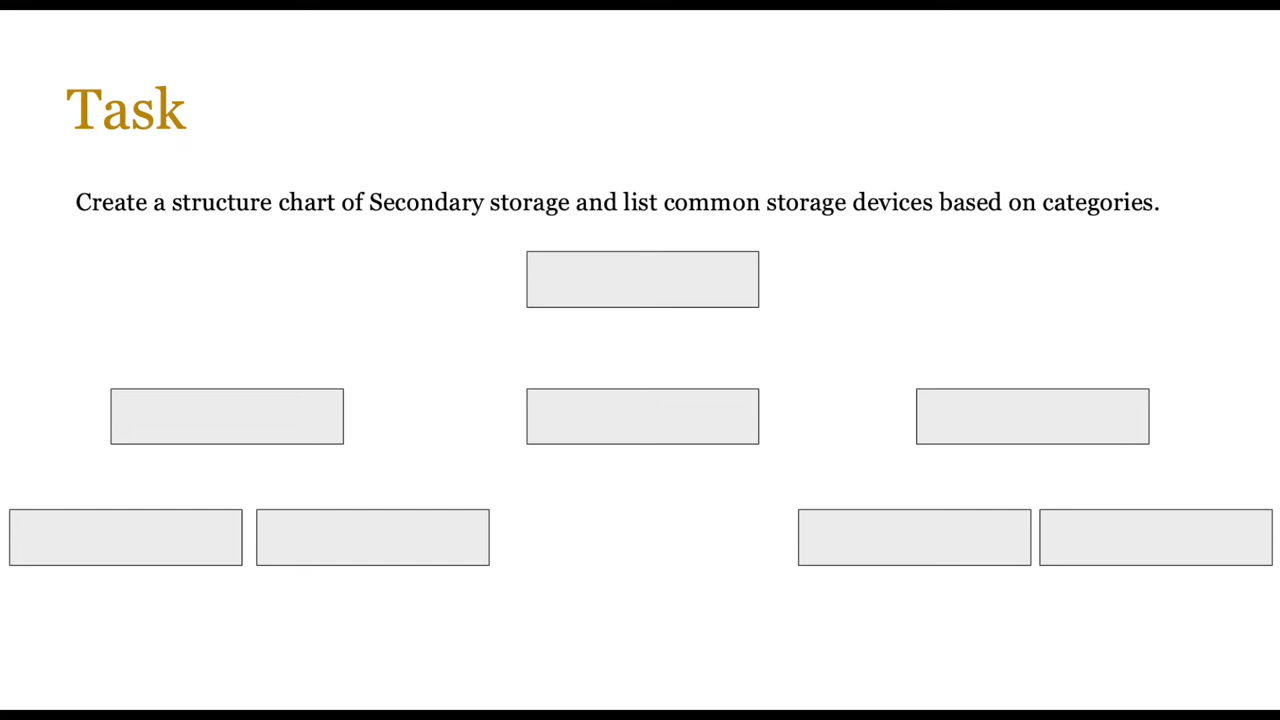 Task
Create a structure chart of Secondary storage and list common storage devices based on categories.